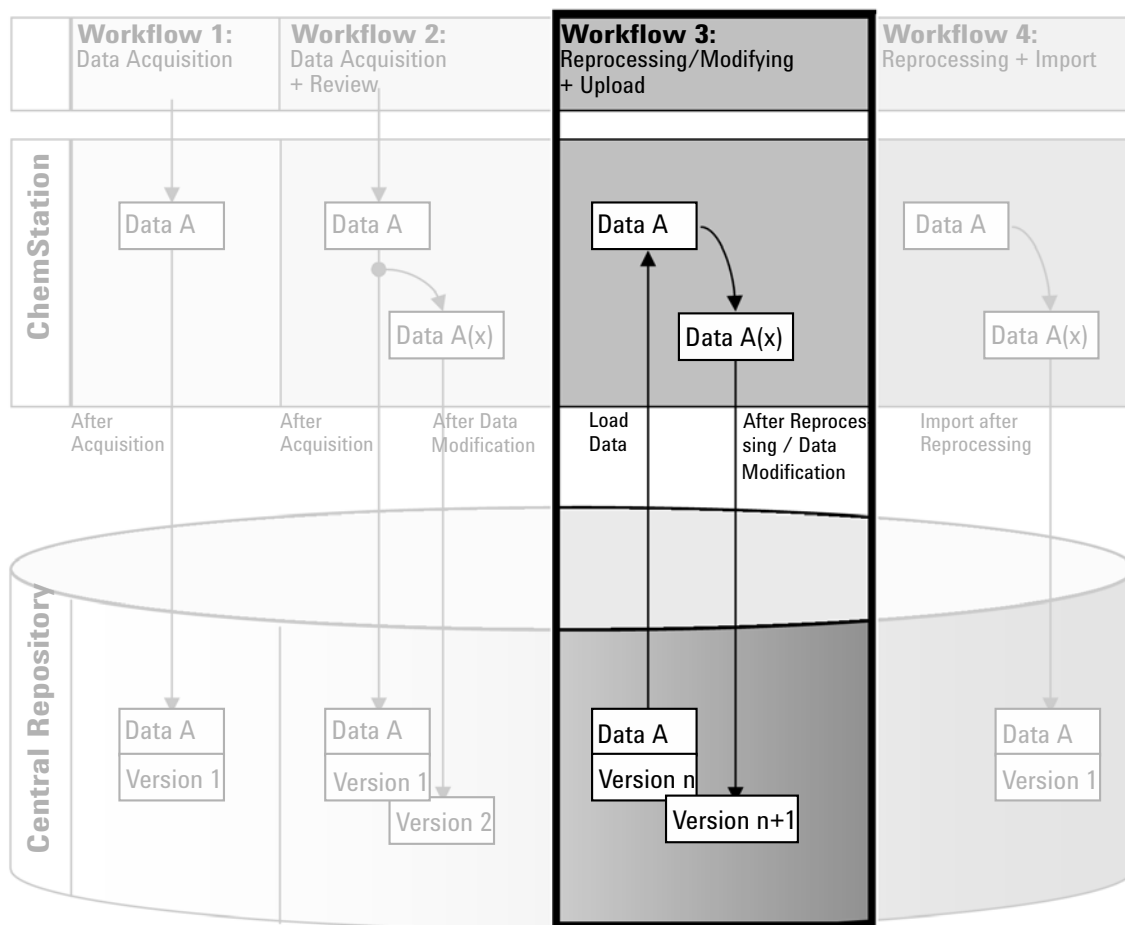 Workflow 1:
Data Acquisition
Workflow 2:
Data Acquisition
+ Review
Workflow 3:
Reprocessing/Modifying
+ Upload
Workflow 4:
Reprocessing + Import
ChemStation
Data A
Data A
Data A(x)
Data A
Data A(x)
Data A
Data A(x)
After
Acquisition
After
Acquisition
After Data
Modification
Load
Data
After Reproces-
sing / Data
Modification
Import after
Reprocessing
Central Repository
Data A
Version 1
Data A
Version 1
Version 2
Data A
Version n
Version n+1
Data A
Version 1